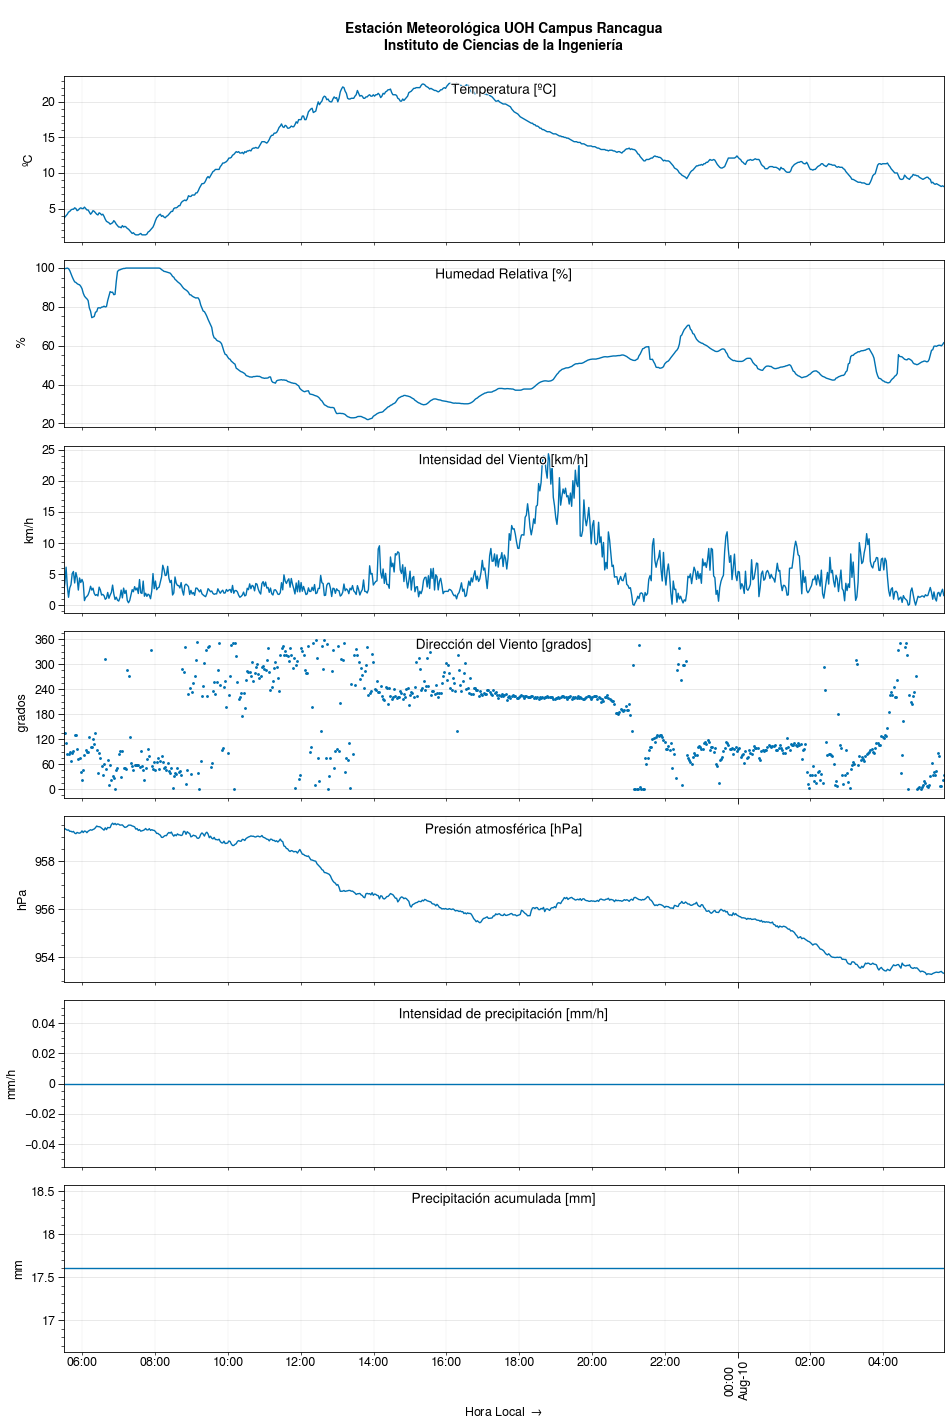 Estación Meteorológica UOH Campus Rancagua
Instituto de Ciencias de la Ingeniería
Temperatura [ºC]
20
15
10
5
ºC
Humedad Relativa [%]
100
80
60
40
20
%
Intensidad del Viento [km/h]
25
20
15
10
5
0
km/h
Dirección del Viento [grados]
360
300
240
180
120
60
0
grados
Presión atmosférica [hPa]
958
956
954
hPa
Intensidad de precipitación [mm/h]
0.04
0.02
0
−0.02
−0.04
mm/h
Precipitación acumulada [mm]
18.5
18
17.5
17
mm
06:00 08:00 10:00 12:00 14:00 16:00 18:00 20:00 22:00 00:00 02:00 04:00
Aug-10
Hora Local →